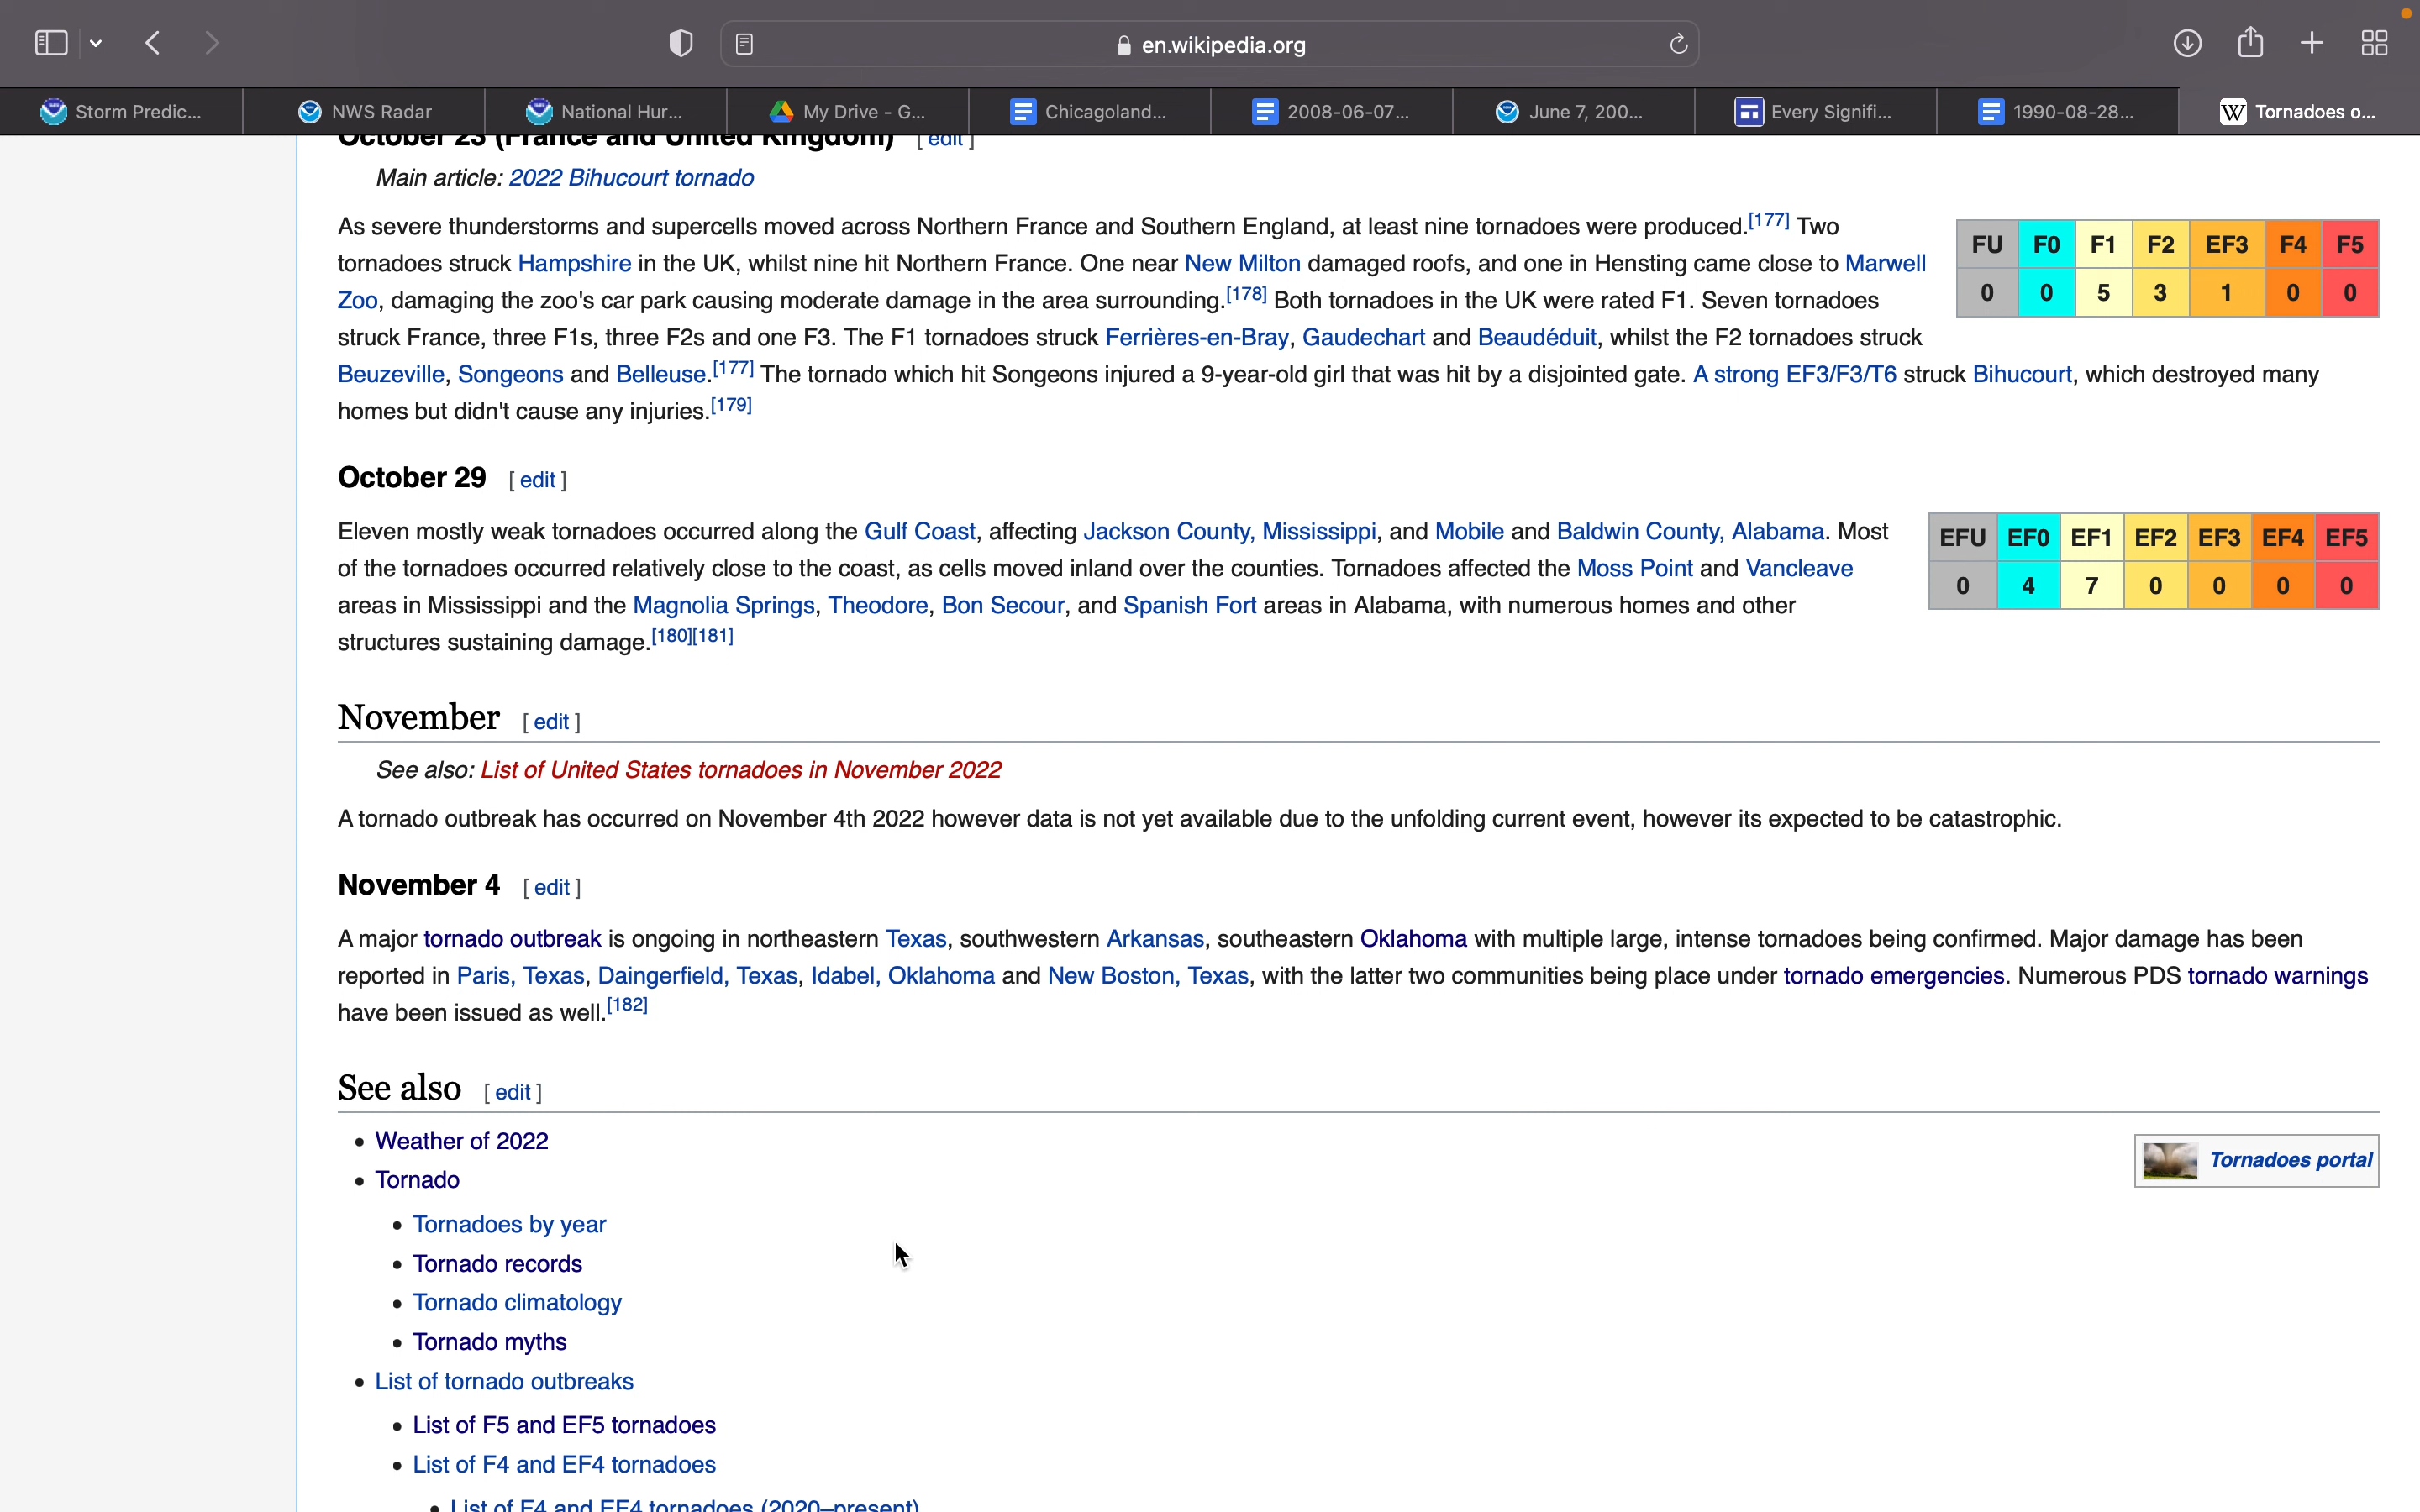 en.wikipedia.org
Storm Predic...
NWS Radar
National Hur...
My Drive - G...
Chicagoland...
2008-06-07...
June 7, 200...
Every Signifi...
1990-08-28...
W Tornadoes o...
October 23 (France and United Kingdom) [ edit ]
Main article: 2022 Bihucourt tornado
As severe thunderstorms and supercells moved across Northern France and Southern England, at least nine tornadoes were produced.[177] Two
tornadoes struck Hampshire in the UK, whilst nine hit Northern France. One near New Milton damaged roofs, and one in Hensting came close to Marwell
Zoo, damaging the zoo's car park causing moderate damage in the area surrounding.[178] Both tornadoes in the UK were rated F1. Seven tornadoes
struck France, three F1s, three F2s and one F3. The F1 tornadoes struck Ferrières-en-Bray, Gaudechart and Beaudéduit, whilst the F2 tornadoes struck
Beuzeville, Songeons and Belleuse.[177] The tornado which hit Songeons injured a 9-year-old girl that was hit by a disjointed gate. A strong EF3/F3/T6 struck Bihucourt, which destroyed many
homes but didn't cause any injuries.[179]
FU F0 F1 F2 EF3 F4 F5
0 0 5 3 1 0 0
October 29 [ edit ]
Eleven mostly weak tornadoes occurred along the Gulf Coast, affecting Jackson County, Mississippi, and Mobile and Baldwin County, Alabama. Most
of the tornadoes occurred relatively close to the coast, as cells moved inland over the counties. Tornadoes affected the Moss Point and Vancleave
areas in Mississippi and the Magnolia Springs, Theodore, Bon Secour, and Spanish Fort areas in Alabama, with numerous homes and other
structures sustaining damage.[180][181]
EFU EF0 EF1 EF2 EF3 EF4 EF5
0 4 7 0 0 0 0
November [ edit ]
See also: List of United States tornadoes in November 2022
A tornado outbreak has occurred on November 4th 2022 however data is not yet available due to the unfolding current event, however its expected to be catastrophic.
November 4 [ edit ]
A major tornado outbreak is ongoing in northeastern Texas, southwestern Arkansas, southeastern Oklahoma with multiple large, intense tornadoes being confirmed. Major damage has been
reported in Paris, Texas, Daingerfield, Texas, Idabel, Oklahoma and New Boston, Texas, with the latter two communities being place under tornado emergencies. Numerous PDS tornado warnings
have been issued as well.[182]
See also [ edit ]
• Weather of 2022
• Tornado
• Tornadoes by year
• Tornado records
• Tornado climatology
• Tornado myths
• List of tornado outbreaks
• List of F5 and EF5 tornadoes
• List of F4 and EF4 tornadoes
• List of F4 and EF4 tornadoes (2020–present)
Tornadoes portal